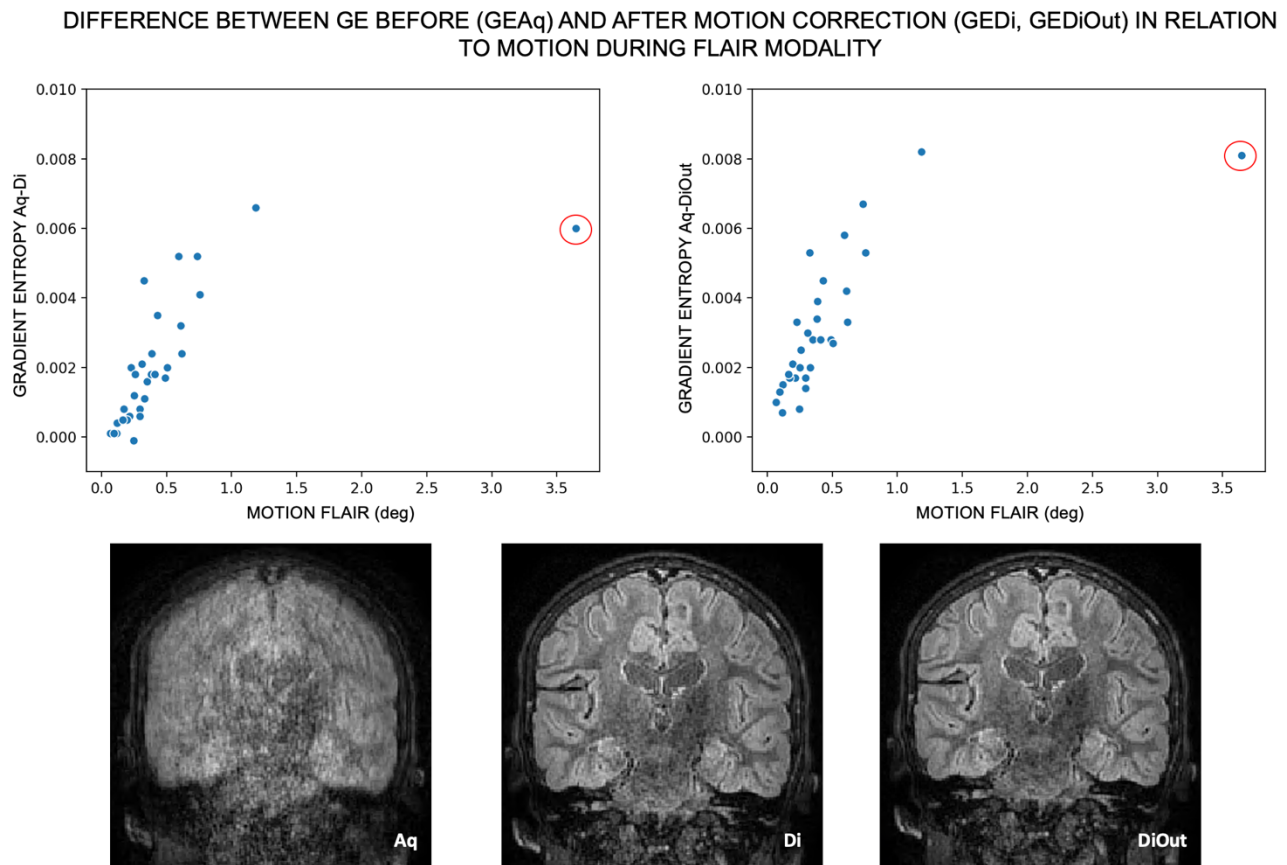 DIFFERENCE BETWEEN GE BEFORE (GEAq) AND AFTER MOTION CORRECTION (GEDi, GEDiOut) IN RELATION
TO MOTION DURING FLAIR MODALITY
GRADIENT ENTROPY Aq-Di
0.010
0.008
0.006
0.004
0.002
0.000
0.0 0.5 1.0 1.5 2.0 2.5 3.0 3.5
MOTION FLAIR (deg)
GRADIENT ENTROPY Aq-DiOut
0.010
0.008
0.006
0.004
0.002
0.000
0.0 0.5 1.0 1.5 2.0 2.5 3.0 3.5
MOTION FLAIR (deg)
Aq
Di
DiOut